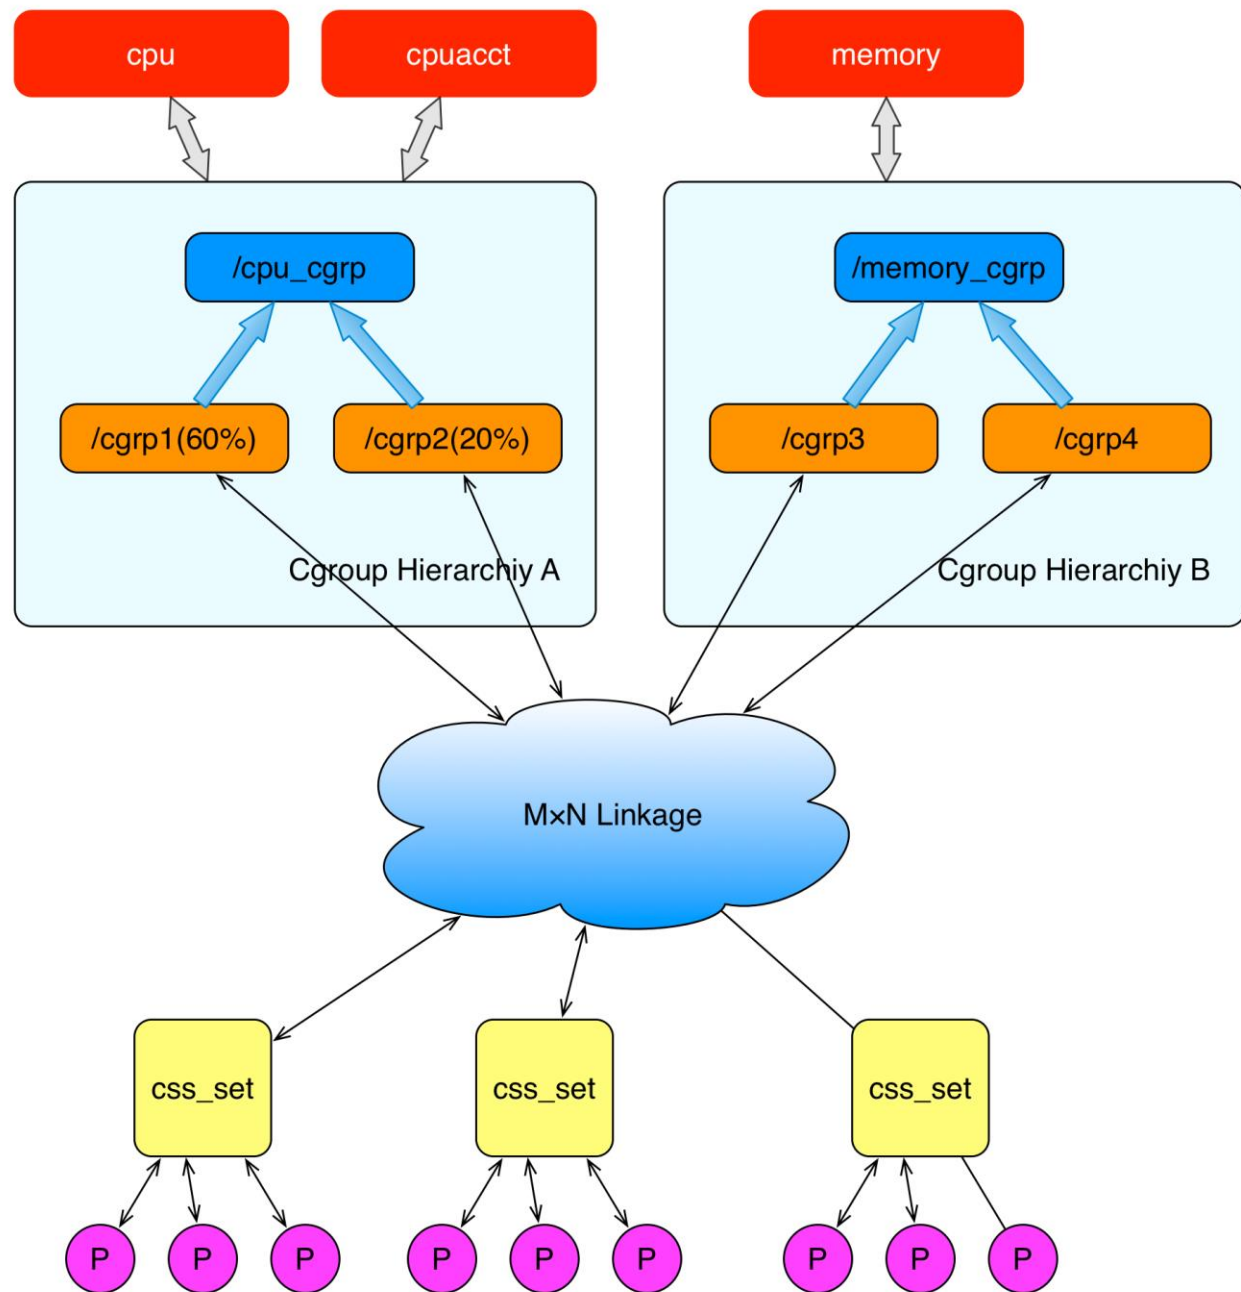 cpu
cpuacct
memory
/cpu_cgrp
/memory_cgrp
/cgrp1(60%)
/cgrp2(20%)
/cgrp3
/cgrp4
Cgroup Hierarchiy A
Cgroup Hierarchiy B
M×N Linkage
css_set
css_set
css_set
P
P
P
P
P
P
P
P
P